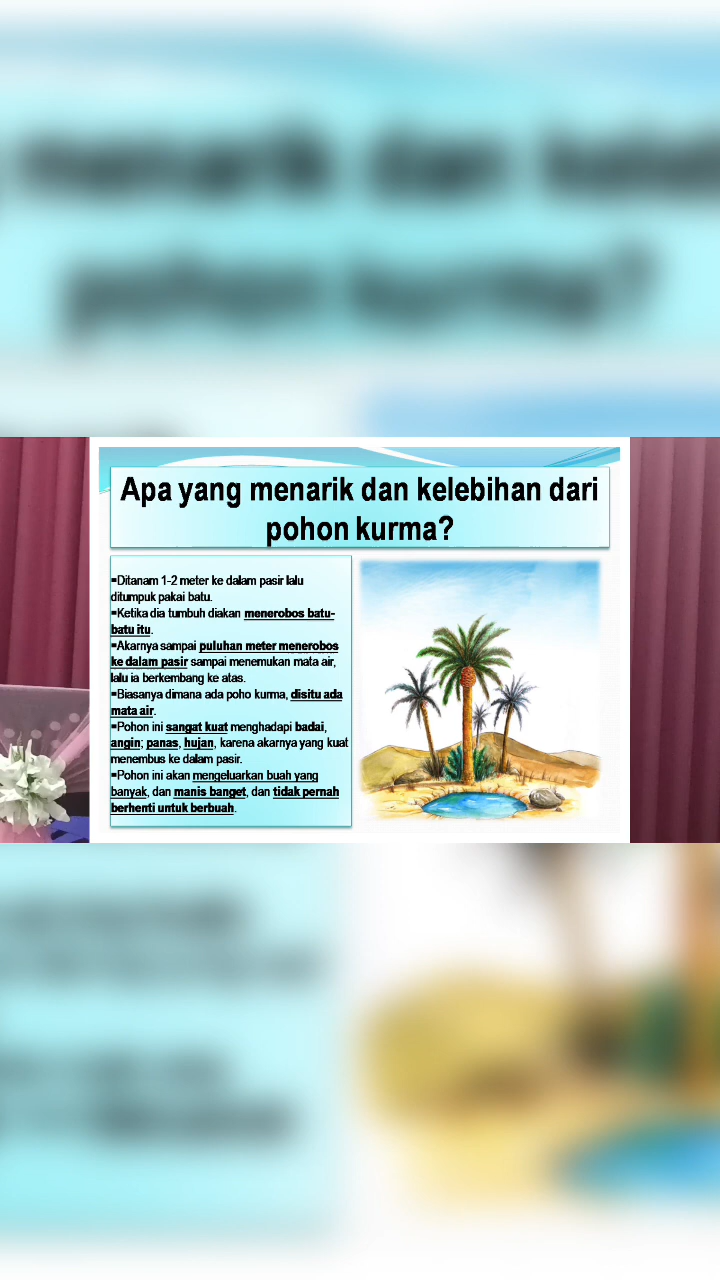 Apa yang menarik dan kelebihan dari
pohon kurma?
▪Ditanam 1-2 meter ke dalam pasir lalu
ditumpuk pakai batu.
▪Ketika dia tumbuh diakan menerobos batu-
batu itu.
▪Akarnya sampai puluhan meter menerobos
ke dalam pasir sampai menemukan mata air,
lalu ia berkembang ke atas.
▪Biasanya dimana ada poho kurma, disitu ada
mata air.
▪Pohon ini sangat kuat menghadapi badai,
angin; panas, hujan, karena akarnya yang kuat
menembus ke dalam pasir.
▪Pohon ini akan mengeluarkan buah yang
banyak, dan manis banget, dan tidak pernah
berhenti untuk berbuah.